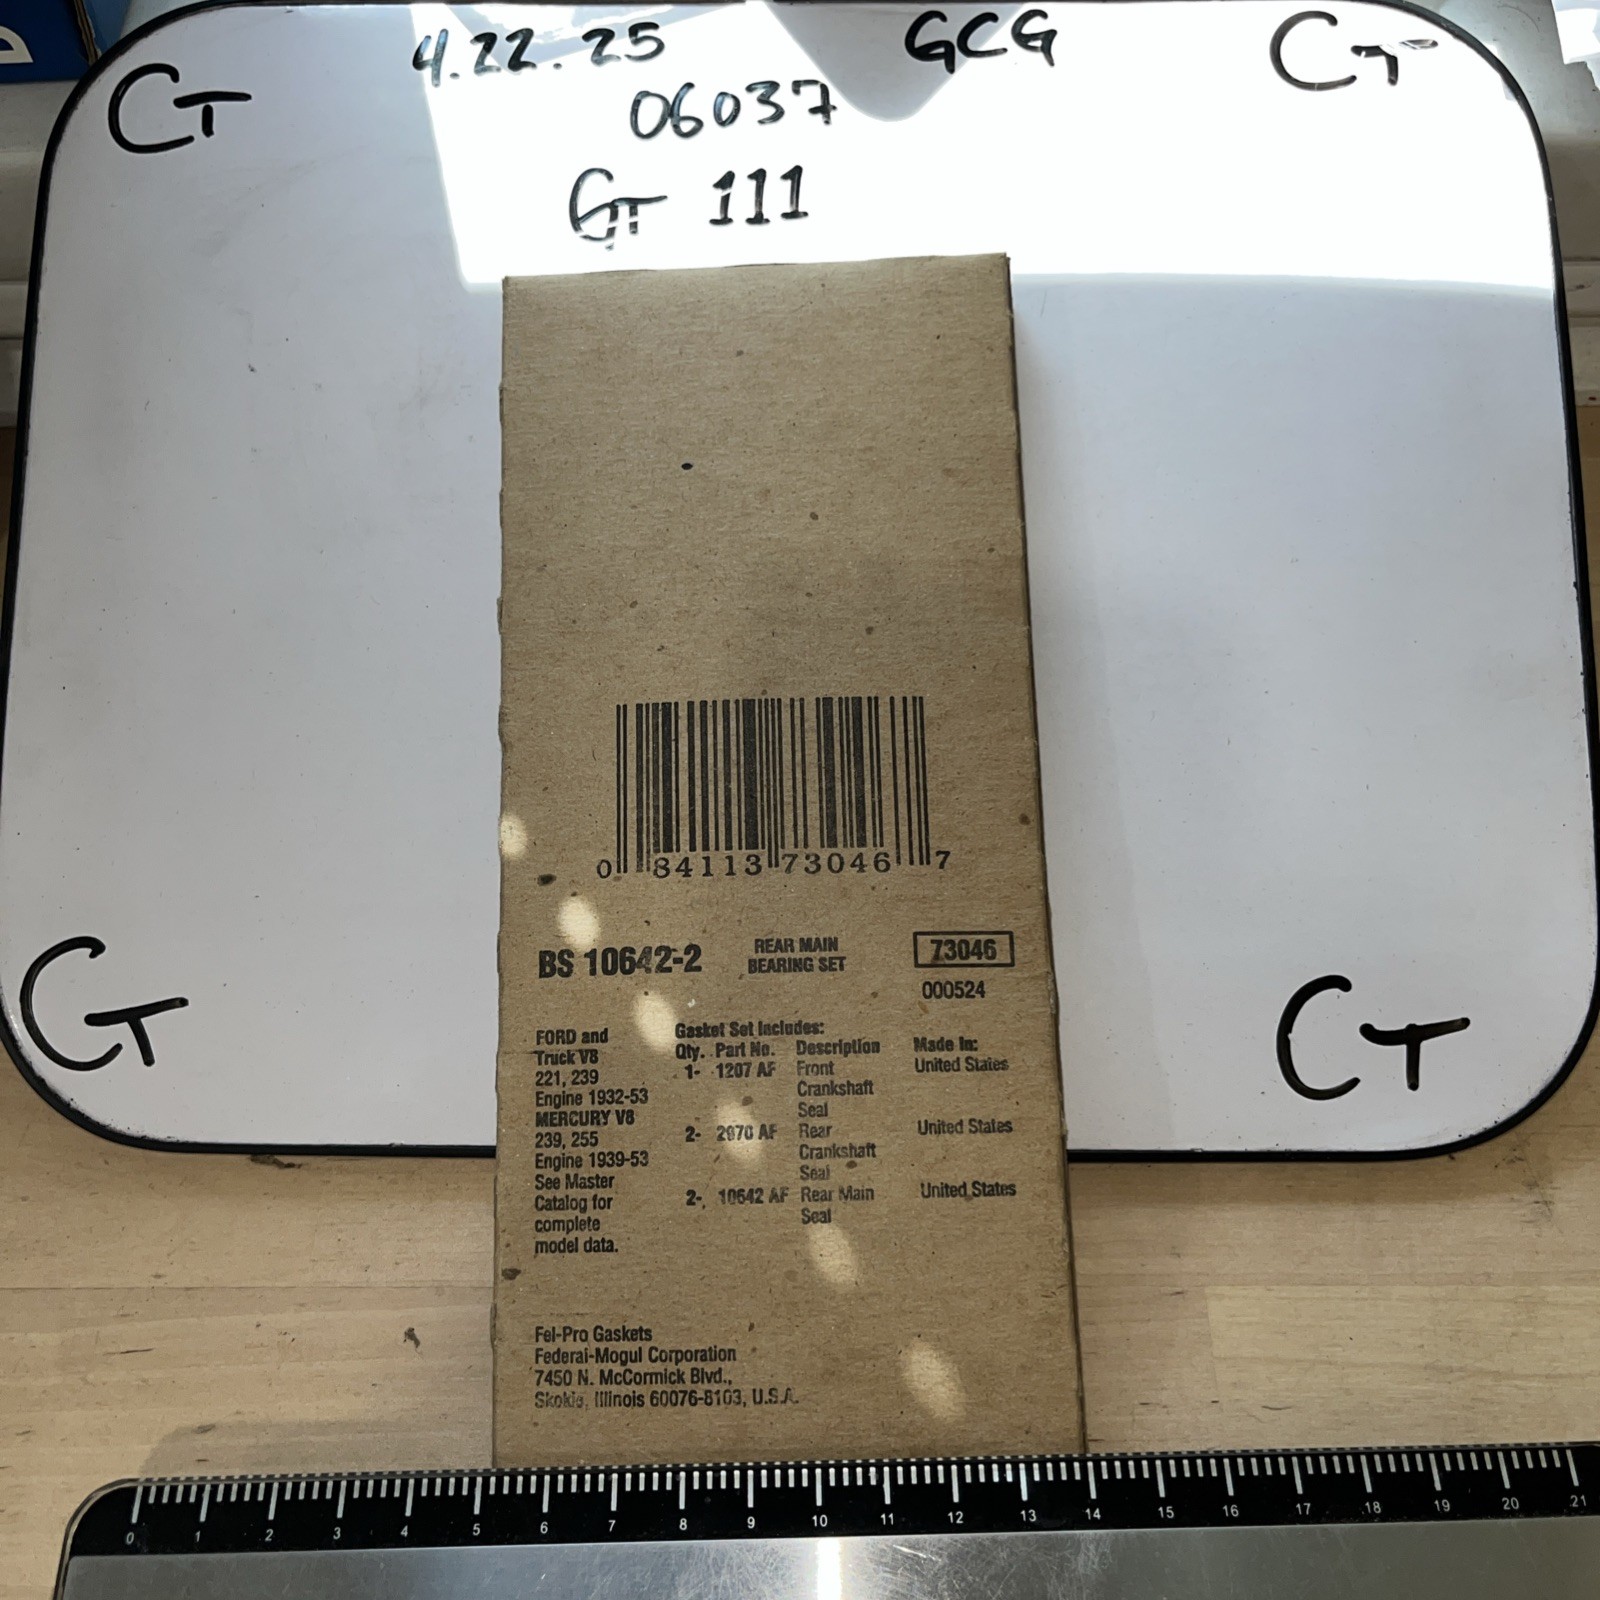 4.22.25 GCG
CT CT
06037
GT 111
0 84113 73046 7
BS 10642-2
REAR MAIN
BEARING SET
73046
000524
FORD and
Truck V8
221, 239
Engine 1932-53
MERCURY V8
239, 255
Engine 1939-53
See Master
Catalog for
complete
model data.
Gasket Set Includes:
Qty. Part No. Description Made In:
1- 1207 AF Front United States
Crankshaft
Seal
2- 2970 AF Rear United States
Crankshaft
Seal
2- 10642 AF Rear Main United States
Seal
CT CT
Fel-Pro Gaskets
Federal-Mogul Corporation
7450 N. McCormick Blvd.,
Skokie, Illinois 60076-8103, U.S.A.
0 1 2 3 4 5 6 7 8 9 10 11 12 13 14 15 16 17 18 19 20 21